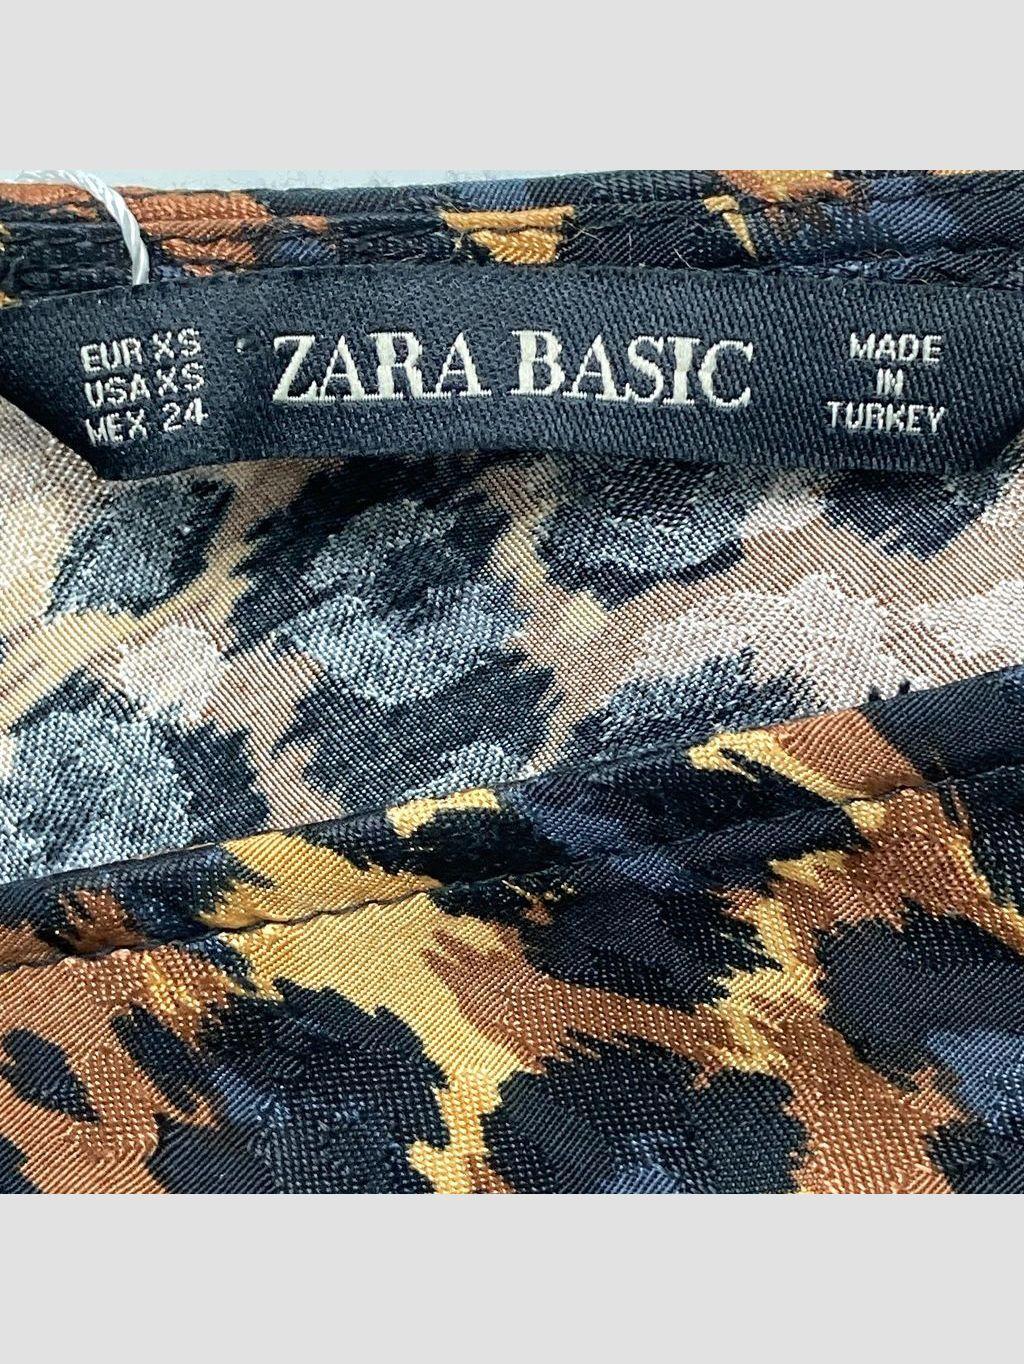 EUR XS
USA XS
MEX 24
ZARA BASIC
MADE
IN
TURKEY